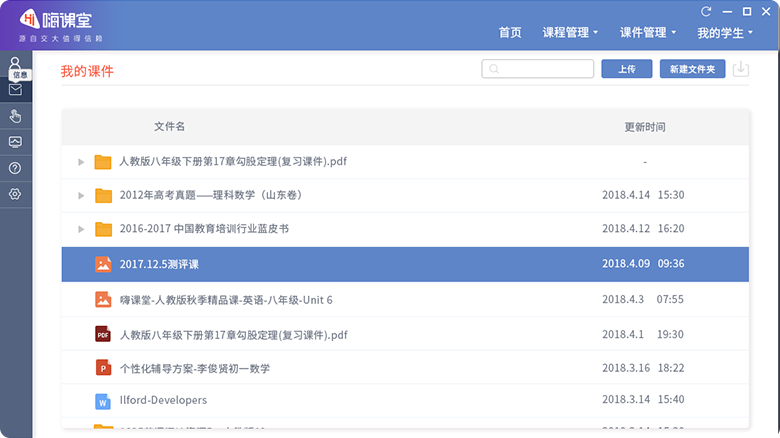 Hi 嗨课堂
源自交大值得信赖
首页 课程管理 课件管理 我的学生
信息
我的课件
上传 新建文件夹
文件名 更新时间
人教版八年级下册第17章勾股定理(复习课件).pdf -
2012年高考真题——理科数学（山东卷） 2018.4.14 15:30
2016-2017 中国教育培训行业蓝皮书 2018.4.12 16:20
2017.12.5测评课 2018.4.09 09:36
嗨课堂-人教版秋季精品课-英语-八年级-Unit 6 2018.4.3 07:55
PDF 人教版八年级下册第17章勾股定理(复习课件).pdf 2018.4.1 19:30
P 个性化辅导方案-李俊贤初一数学 2018.3.16 18:22
W Ilford-Developers 2018.3.14 15:40